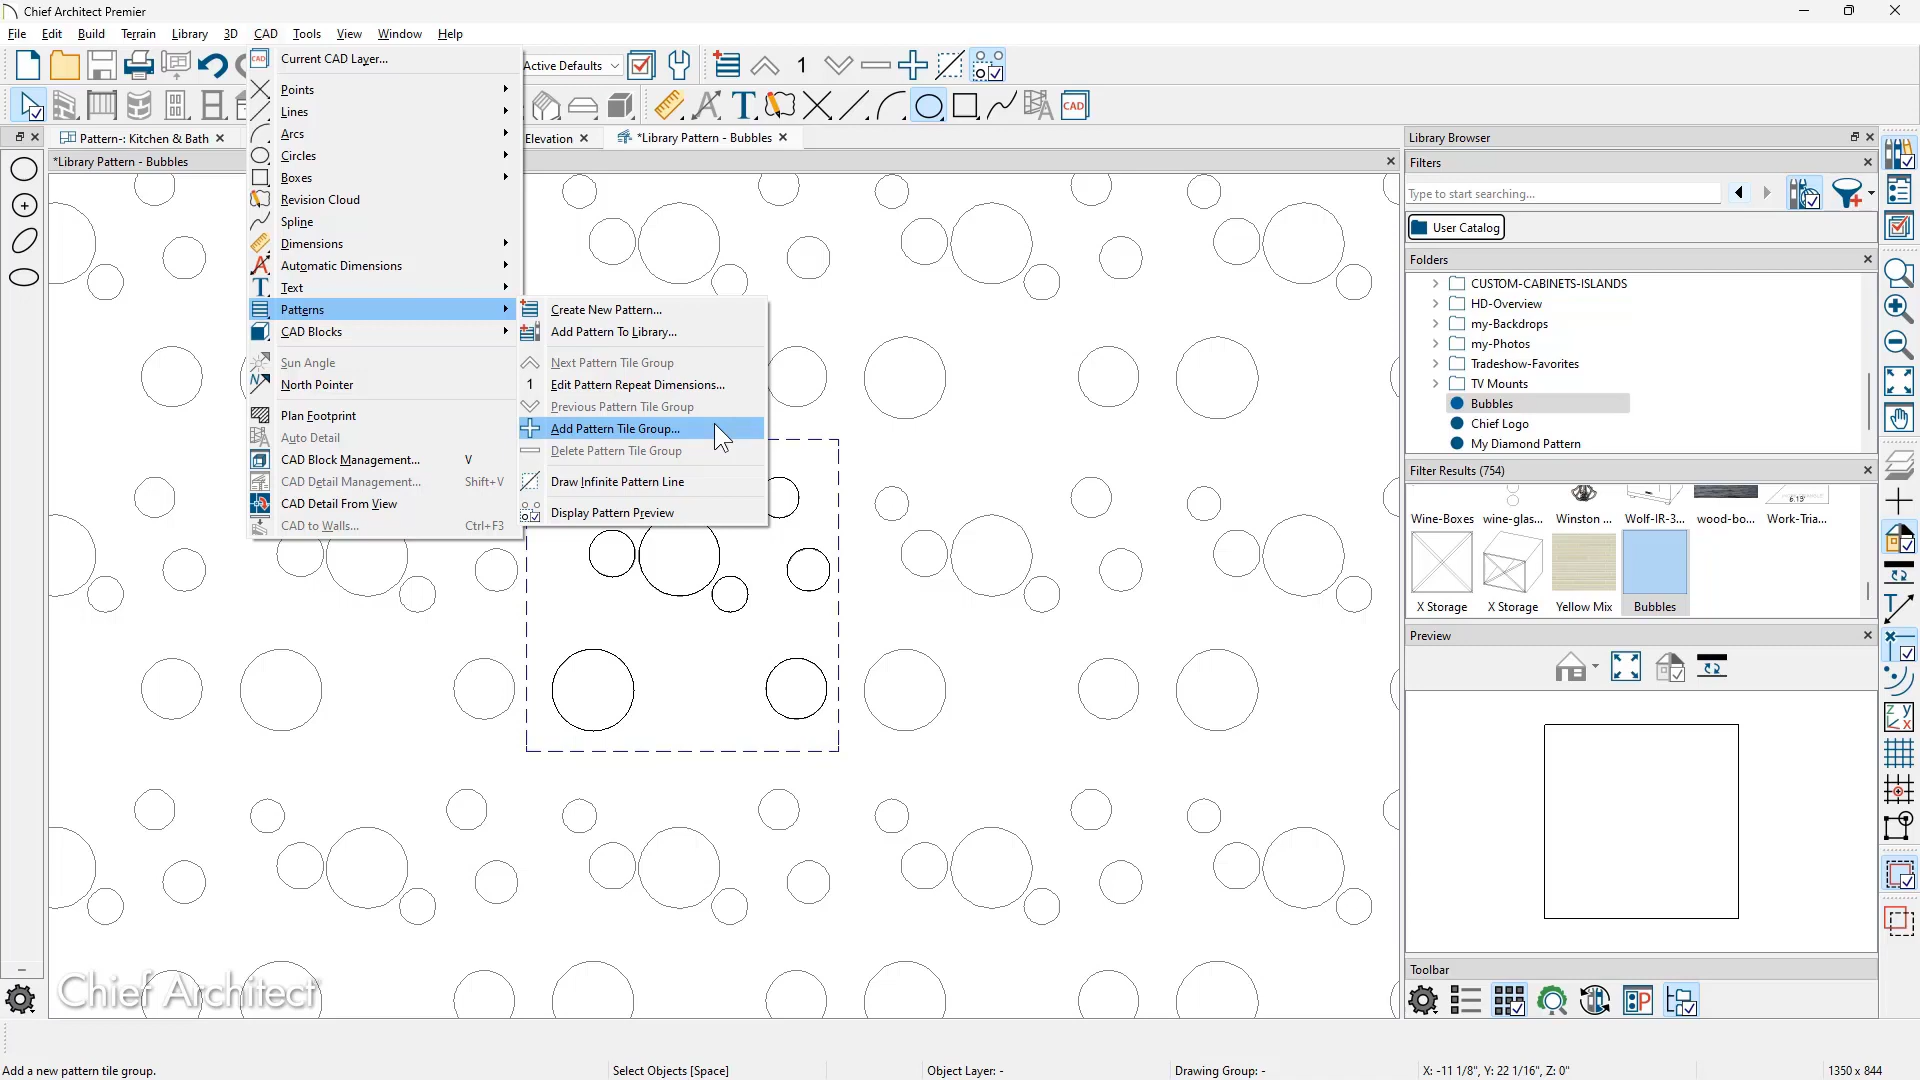 Chief Architect Premier
File Edit Build Terrain Library 3D CAD Tools View Window Help
Active Defaults 1
CAD
Pattern-: Kitchen & Bath Elevation *Library Pattern - Bubbles
*Library Pattern - Bubbles
Current CAD Layer...
Points
Lines
Arcs
Circles
Boxes
Revision Cloud
Spline
Dimensions
Automatic Dimensions
Text
Patterns
CAD Blocks
Sun Angle
North Pointer
Plan Footprint
Auto Detail
CAD Block Management... V
CAD Detail Management... Shift+V
CAD Detail From View
CAD to Walls... Ctrl+F3
Create New Pattern...
Add Pattern To Library...
Next Pattern Tile Group
1 Edit Pattern Repeat Dimensions...
Previous Pattern Tile Group
Add Pattern Tile Group...
Delete Pattern Tile Group
Draw Infinite Pattern Line
Display Pattern Preview
Library Browser
Filters
Type to start searching...
User Catalog
Folders
CUSTOM-CABINETS-ISLANDS
HD-Overview
my-Backdrops
my-Photos
Tradeshow-Favorites
TV Mounts
Bubbles
Chief Logo
My Diamond Pattern
Filter Results (754)
Wine-Boxes wine-glas... Winston ... Wolf-IR-3... wood-bo... Work-Tria...
X Storage X Storage Yellow Mix Bubbles
Preview
Toolbar
Chief Architect
Add a new pattern tile group. Select Objects [Space] Object Layer: - Drawing Group: - X: -11 1/8", Y: 22 1/16", Z: 0" 1350 x 844